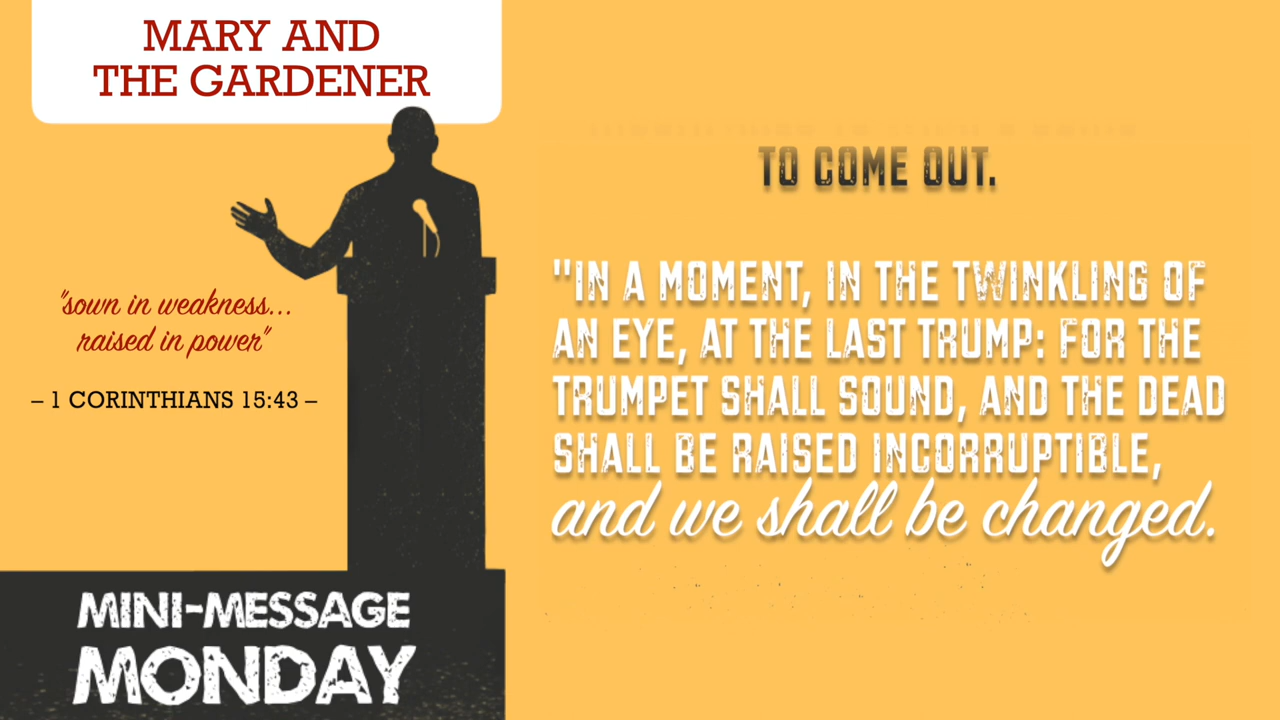 MARY AND
THE GARDENER
"sown in weakness...
raised in power"
– 1 CORINTHIANS 15:43 –
MINI-MESSAGE
MONDAY
TO COME OUT.
"IN A MOMENT, IN THE TWINKLING OF
AN EYE, AT THE LAST TRUMP: FOR THE
TRUMPET SHALL SOUND, AND THE DEAD
SHALL BE RAISED INCORRUPTIBLE,
and we shall be changed.